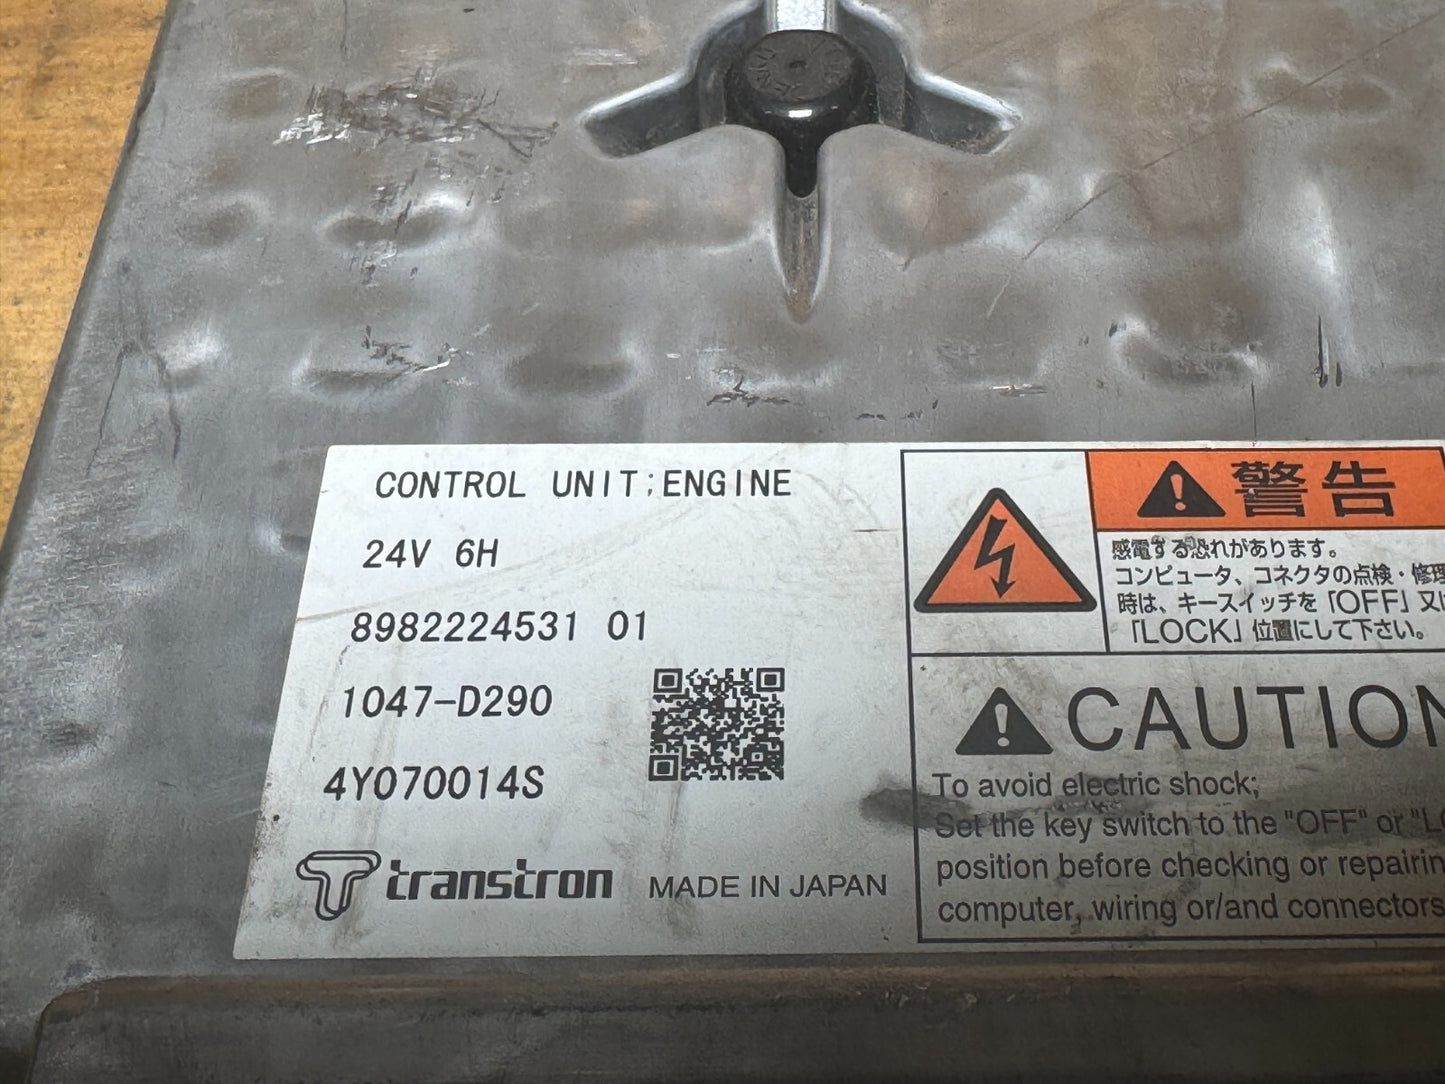 CONTROL UNIT;ENGINE
24V 6H
8982224531 01
1047-D290
4Y070014S
transtron MADE IN JAPAN
警告
感電する恐れがあります。
コンピュータ、コネクタの点検・修理
時は、キースイッチを「OFF」又は
「LOCK」位置にして下さい。
CAUTION
To avoid electric shock;
Set the key switch to the "OFF" or "LO
position before checking or repairin
computer, wiring or/and connectors